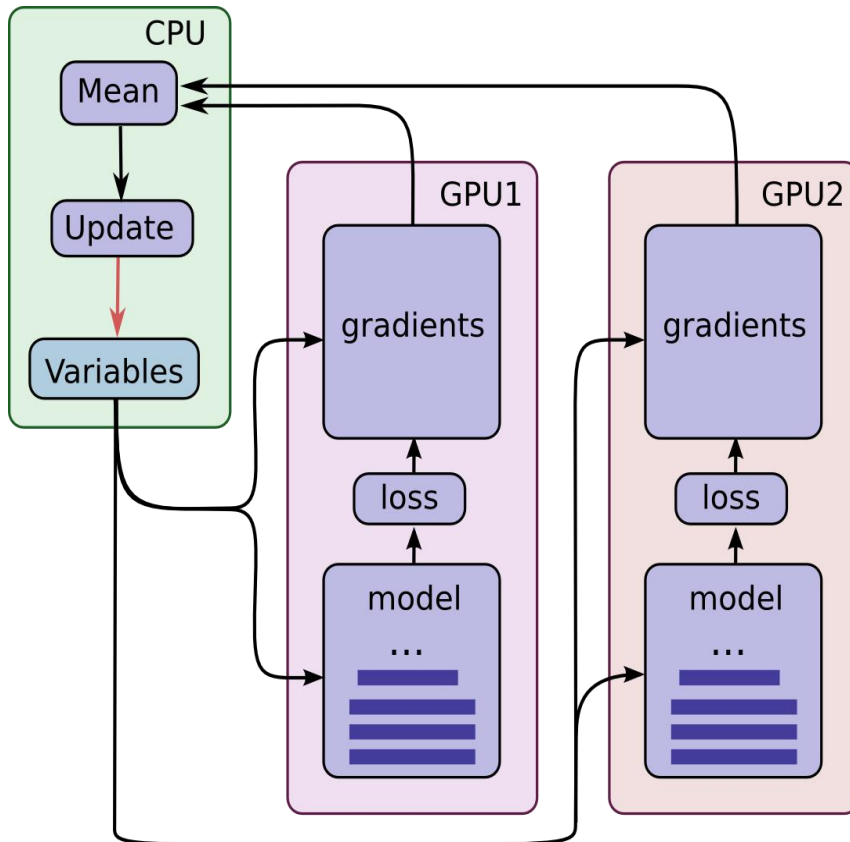 CPU
Mean
Update
Variables
GPU1
gradients
loss
model
...
GPU2
gradients
loss
model
...